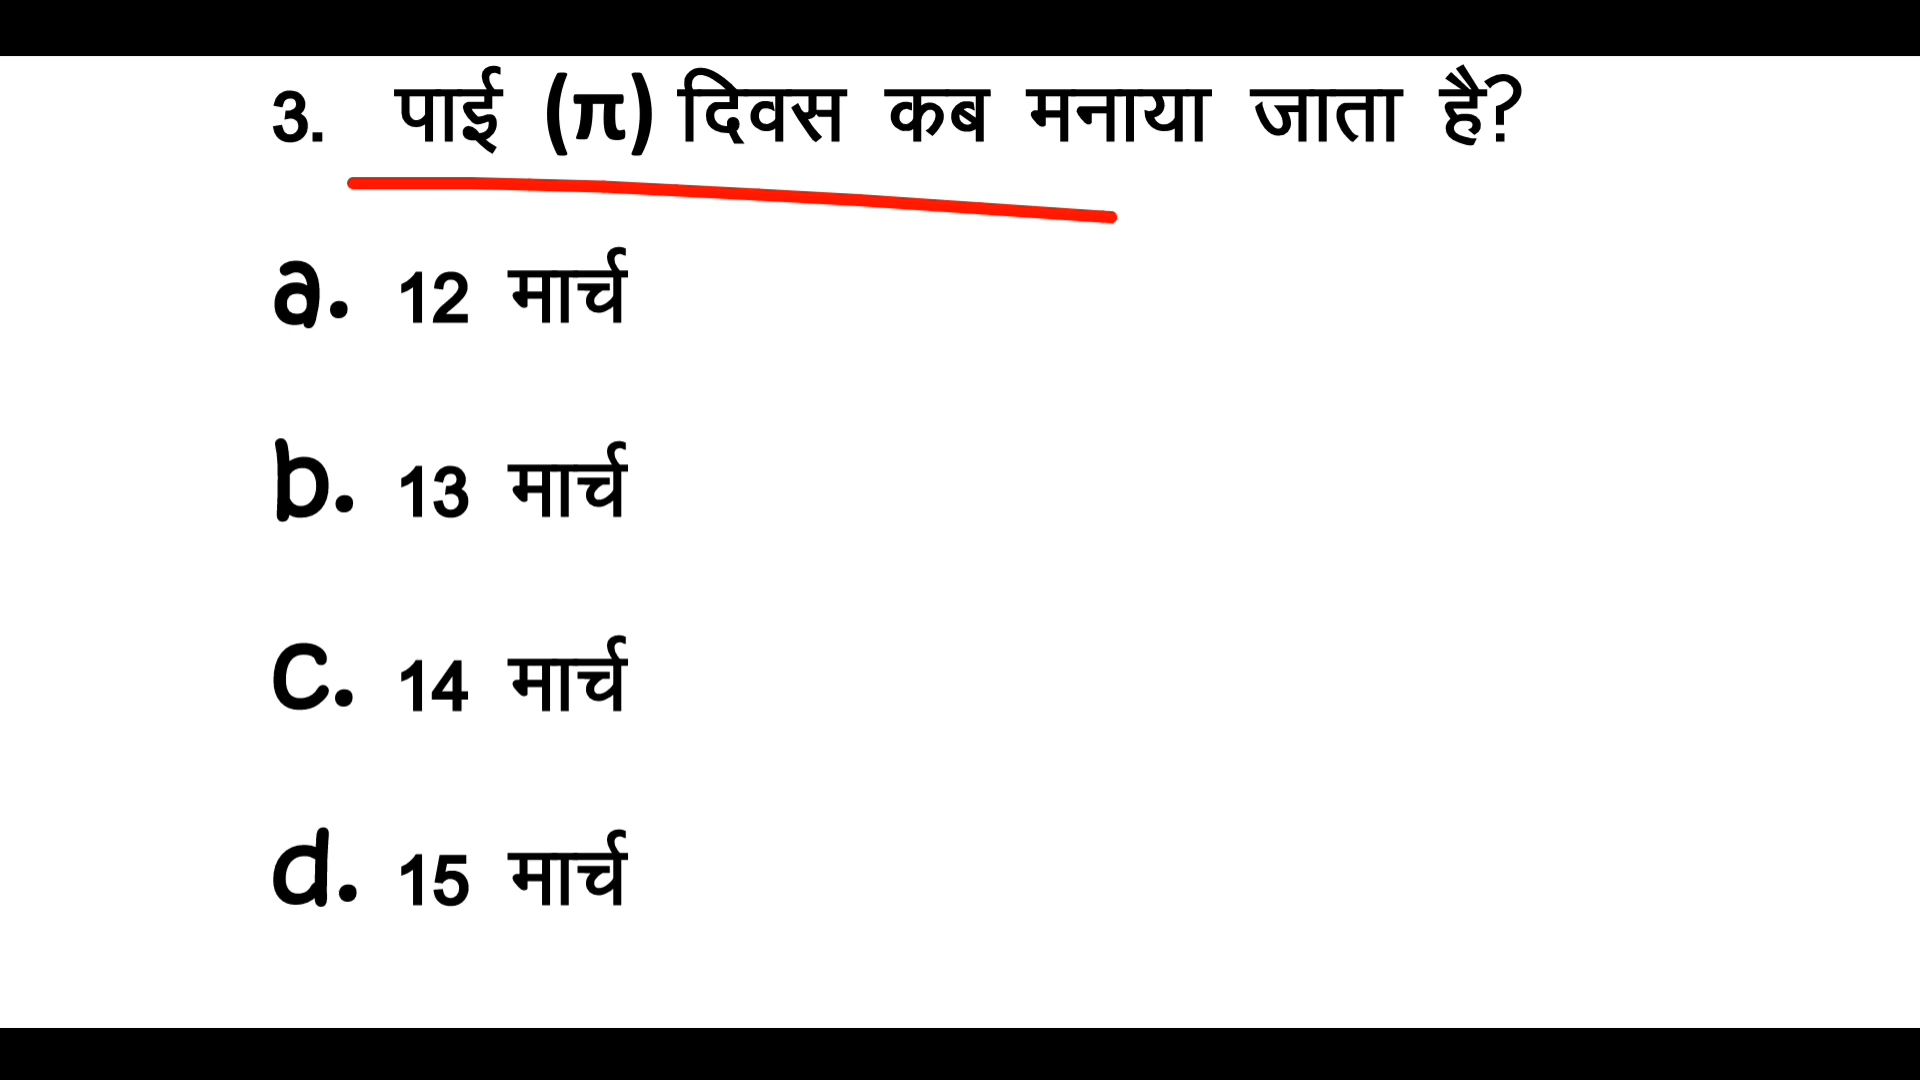 3. पाई (π) दिवस कब मनाया जाता है?
a. 12 मार्च
b. 13 मार्च
c. 14 मार्च
d. 15 मार्च